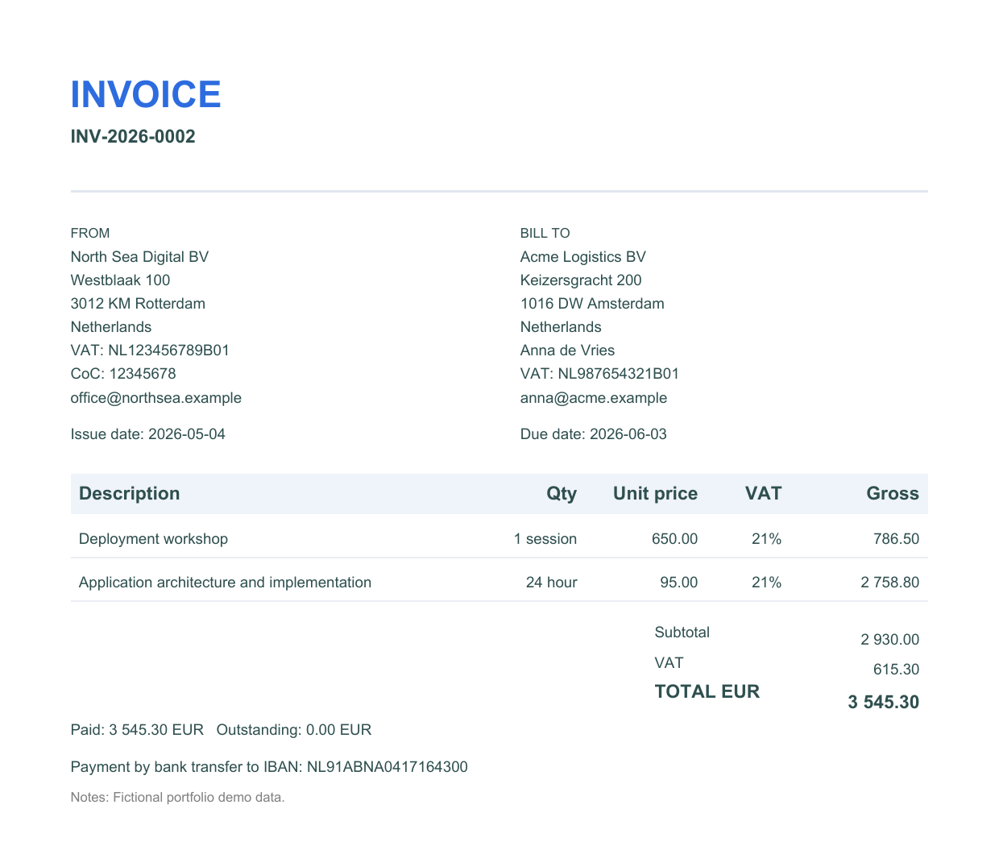 INVOICE
INV-2026-0002
FROM
North Sea Digital BV
Westblaak 100
3012 KM Rotterdam
Netherlands
VAT: NL123456789B01
CoC: 12345678
office@northsea.example
Issue date: 2026-05-04
BILL TO
Acme Logistics BV
Keizersgracht 200
1016 DW Amsterdam
Netherlands
Anna de Vries
VAT: NL987654321B01
anna@acme.example
Due date: 2026-06-03
Description Qty Unit price VAT Gross
Deployment workshop 1 session 650.00 21% 786.50
Application architecture and implementation 24 hour 95.00 21% 2 758.80
Subtotal 2 930.00
VAT 615.30
TOTAL EUR 3 545.30
Paid: 3 545.30 EUR Outstanding: 0.00 EUR
Payment by bank transfer to IBAN: NL91ABNA0417164300
Notes: Fictional portfolio demo data.